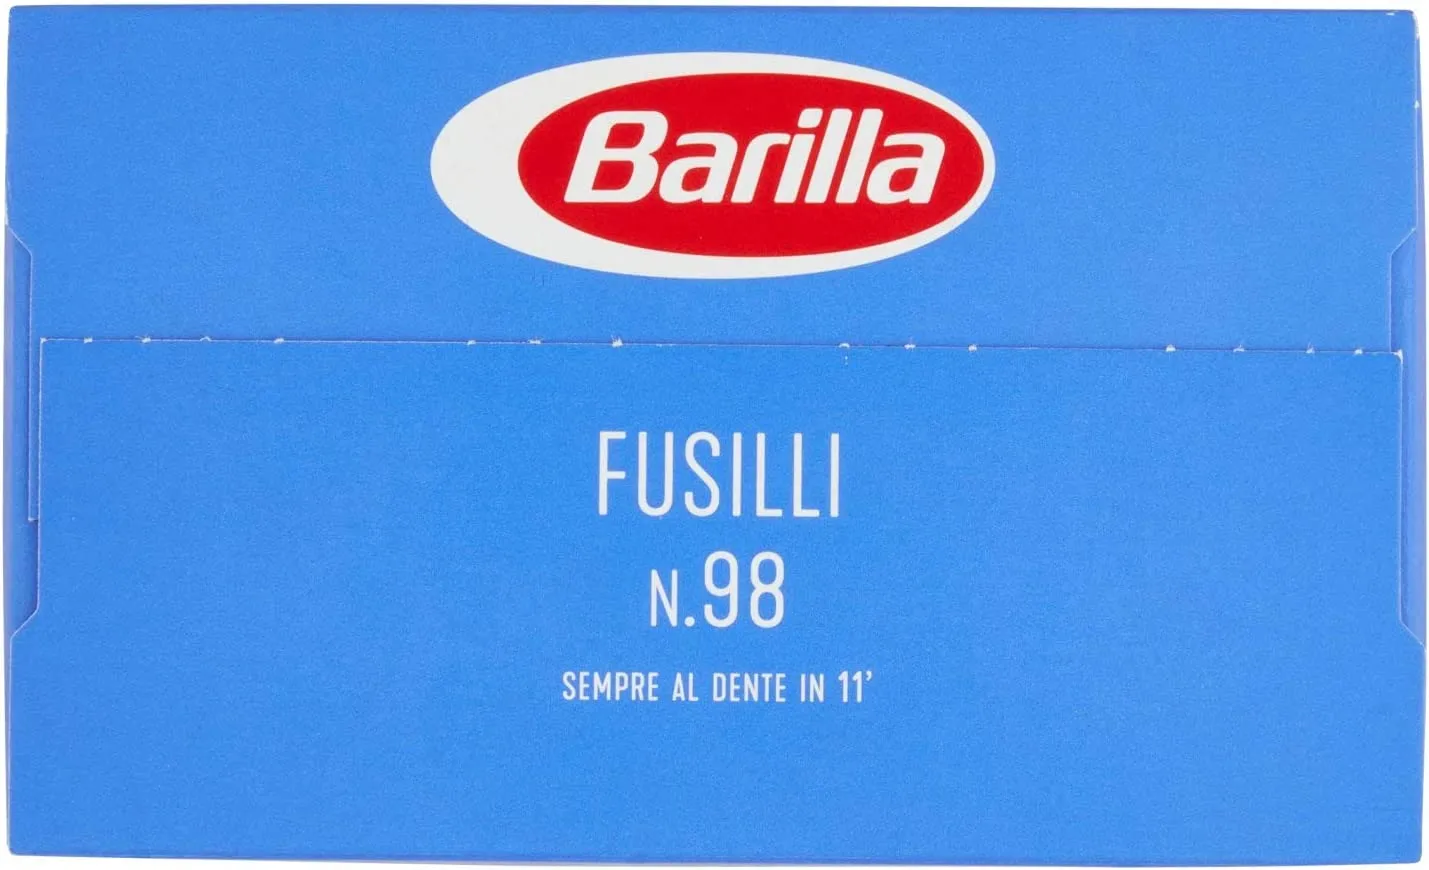 Barilla
FUSILLI
N.98
SEMPRE AL DENTE IN 11’